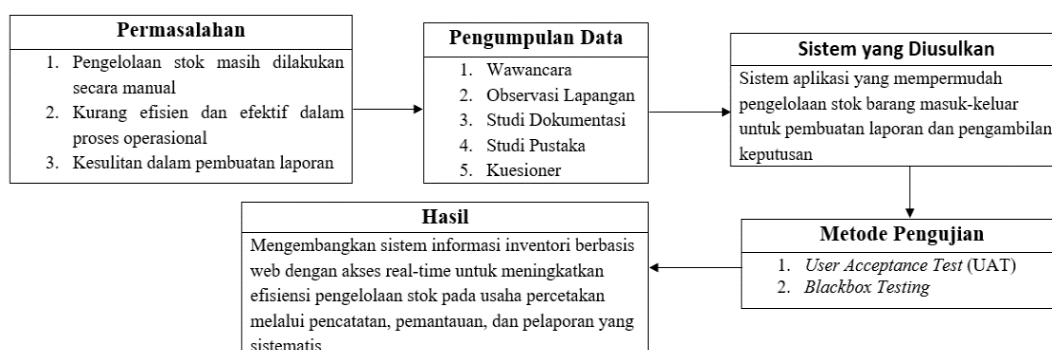 Permasalahan
1. Pengelolaan stok masih dilakukan
secara manual
2. Kurang efisien dan efektif dalam
proses operasional
3. Kesulitan dalam pembuatan laporan
Pengumpulan Data
1. Wawancara
2. Observasi Lapangan
3. Studi Dokumentasi
4. Studi Pustaka
5. Kuesioner
Sistem yang Diusulkan
Sistem aplikasi yang mempermudah
pengelolaan stok barang masuk-keluar
untuk pembuatan laporan dan pengambilan
keputusan
Metode Pengujian
1. User Acceptance Test (UAT)
2. Blackbox Testing
Hasil
Mengembangkan sistem informasi inventori berbasis
web dengan akses real-time untuk meningkatkan
efisiensi pengelolaan stok pada usaha percetakan
melalui pencatatan, pemantauan, dan pelaporan yang
sistematis